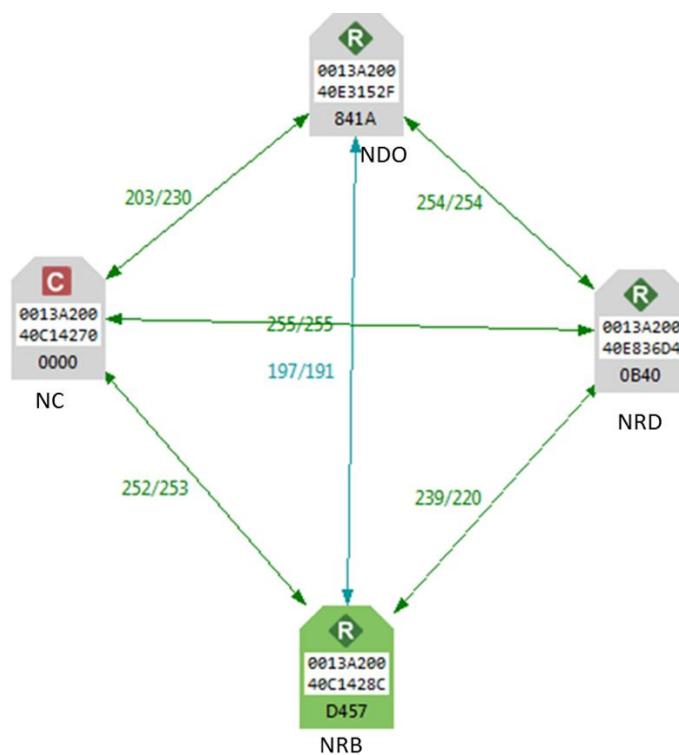 R
0013A200
40E3152F
841A
NDO
203/230
254/254
C
0013A200
40C14270
0000
NC
255/255
197/191
R
0013A200
40E836D4
0B40
NRD
252/253
239/220
R
0013A200
40C1428C
D457
NRB